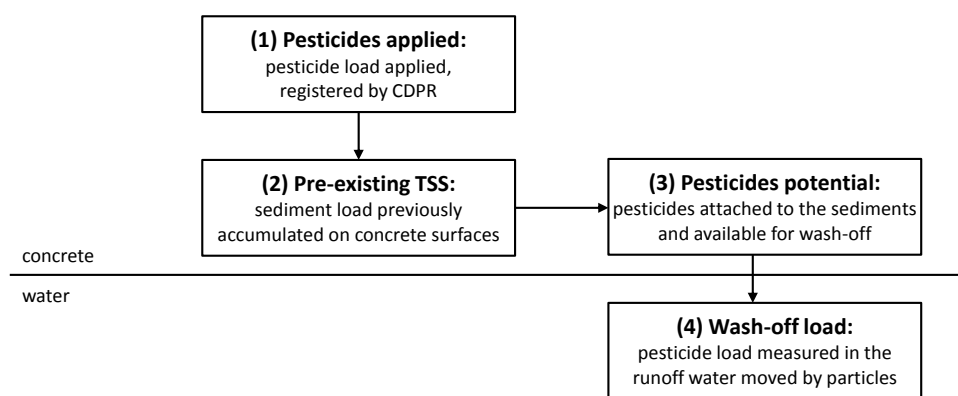 (1) Pesticides applied:
pesticide load applied,
registered by CDPR
(2) Pre-existing TSS:
sediment load previously
accumulated on concrete surfaces
(3) Pesticides potential:
pesticides attached to the sediments
and available for wash-off
concrete
water
(4) Wash-off load:
pesticide load measured in the
runoff water moved by particles